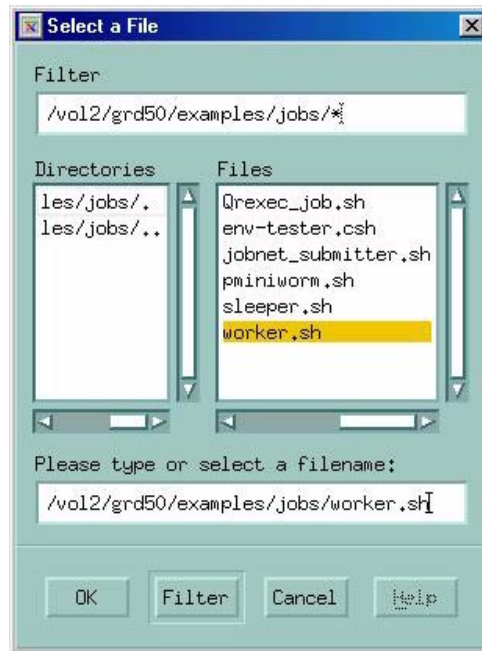 Select a File
Filter
/vol2/grd50/examples/jobs/*
Directories
les/jobs/.
les/jobs/..
Files
Qrexec_job.sh
env-tester.csh
jobnet_submitter.sh
pminiworm.sh
sleeper.sh
worker.sh
Please type or select a filename:
/vol2/grd50/examples/jobs/worker.sh
OK Filter Cancel Help